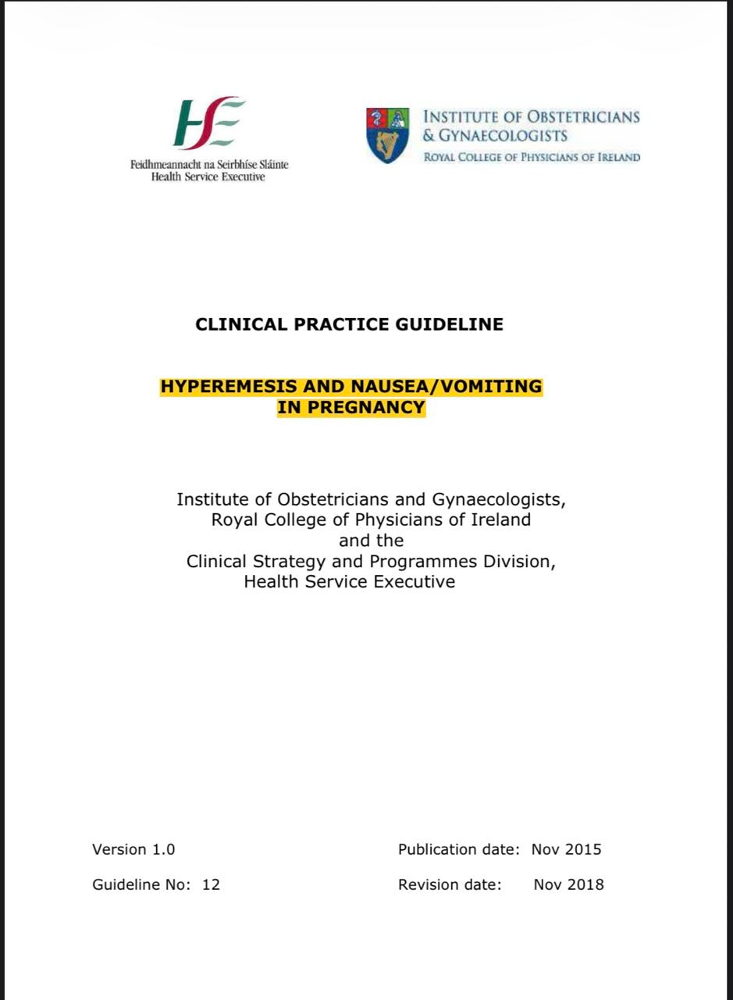 HSE
Feidhmeannacht na Seirbhíse Sláinte
Health Service Executive
INSTITUTE OF OBSTETRICIANS
& GYNAECOLOGISTS
ROYAL COLLEGE OF PHYSICIANS OF IRELAND
CLINICAL PRACTICE GUIDELINE
HYPEREMESIS AND NAUSEA/VOMITING
IN PREGNANCY
Institute of Obstetricians and Gynaecologists,
Royal College of Physicians of Ireland
and the
Clinical Strategy and Programmes Division,
Health Service Executive
Version 1.0
Publication date: Nov 2015
Guideline No: 12
Revision date: Nov 2018